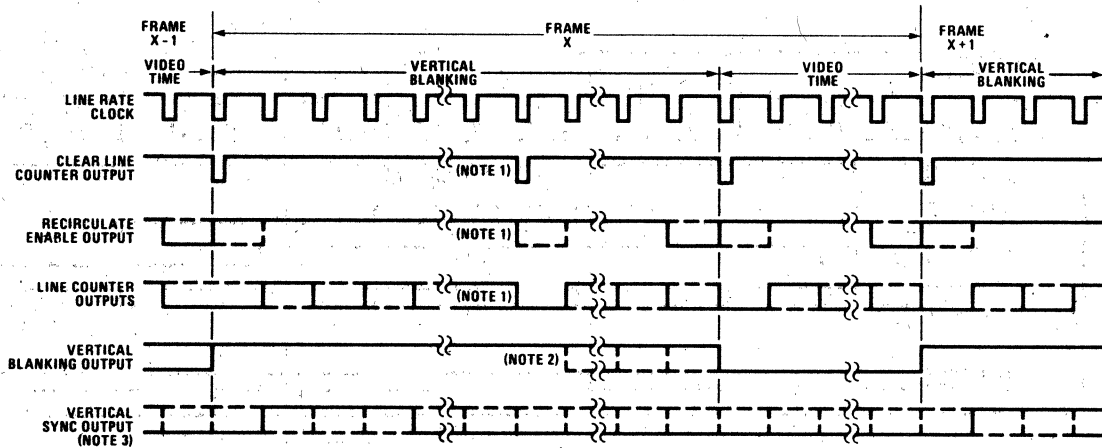 FRAME
X-1
FRAME
X
FRAME
X+1
VIDEO
TIME
VERTICAL
BLANKING
VIDEO
TIME
VERTICAL
BLANKING
LINE RATE
CLOCK
CLEAR LINE
COUNTER OUTPUT
(NOTE 1)
RECIRCULATE
ENABLE OUTPUT
(NOTE 1)
LINE COUNTER
OUTPUTS
(NOTE 1)
VERTICAL
BLANKING OUTPUT
(NOTE 2)
VERTICAL
SYNC OUTPUT
(NOTE 3)